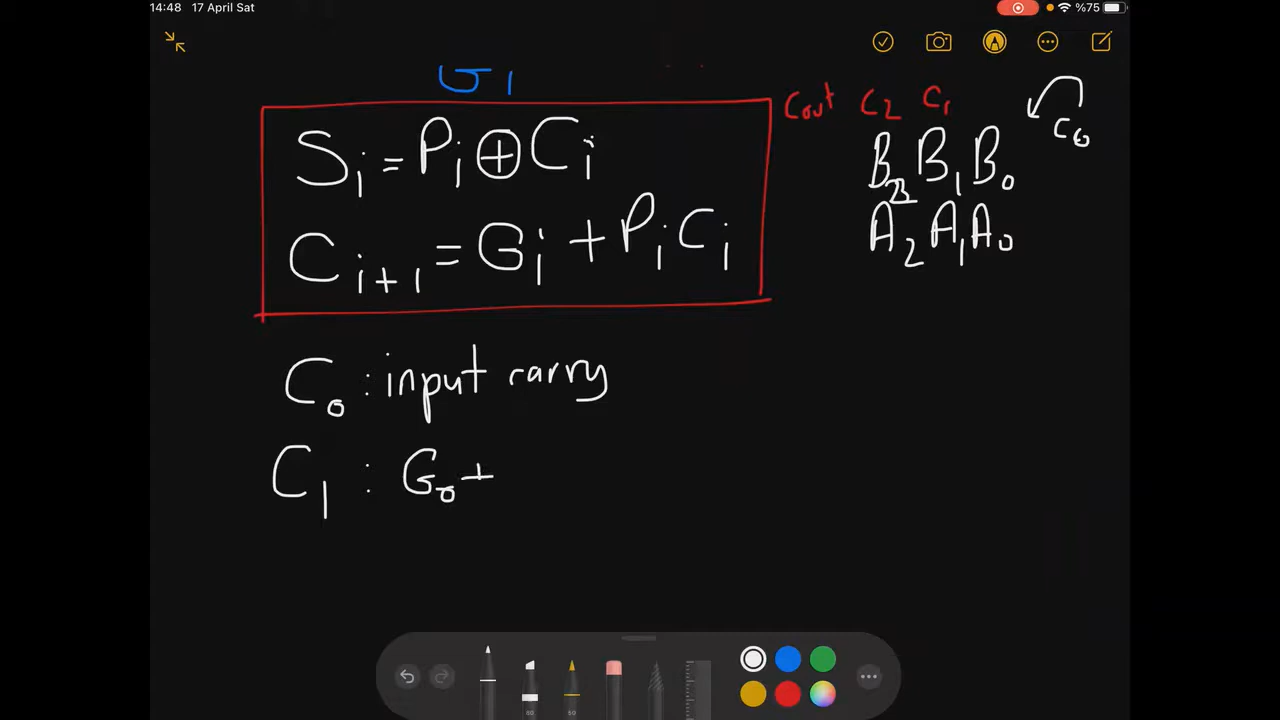 14:48 17 April Sat %75
G1
Cout C2 C1 C0
Si = Pi ⊕ Ci
B2 B1 B0
Ci+1 = Gi + PiCi
A2 A1 A0
C0 : input carry
C1 : G0 +